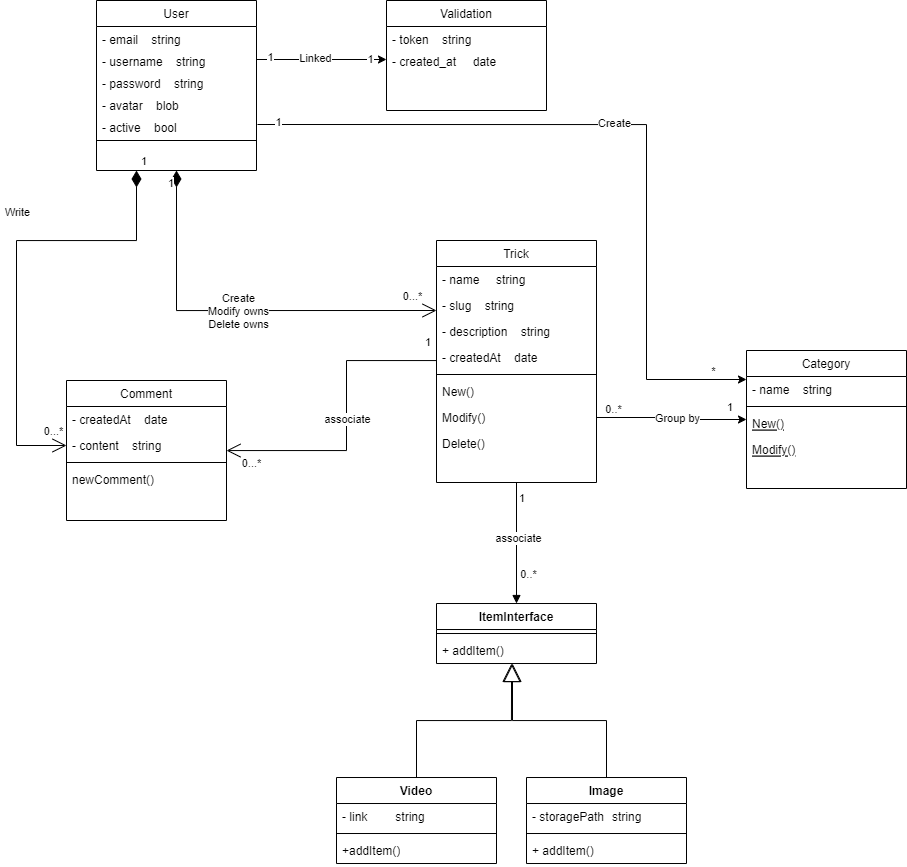 User
- email string
- username string
- password string
- avatar blob
- active bool
1
1
Validation
- token string
- created_at date
1 Linked 1
1 Create
*
Write
0...*
Create
Modify owns
Delete owns
0...*
Trick
- name string
- slug string
- description string
- createdAt date
New()
Modify()
Delete()
1
associate
0...*
Comment
- createdAt date
- content string
newComment()
0..*
Group by
1
Category
- name string
New()
Modify()
1
associate
0..*
ItemInterface
+ addItem()
Video
- link string
+addItem()
Image
- storagePath string
+ addItem()